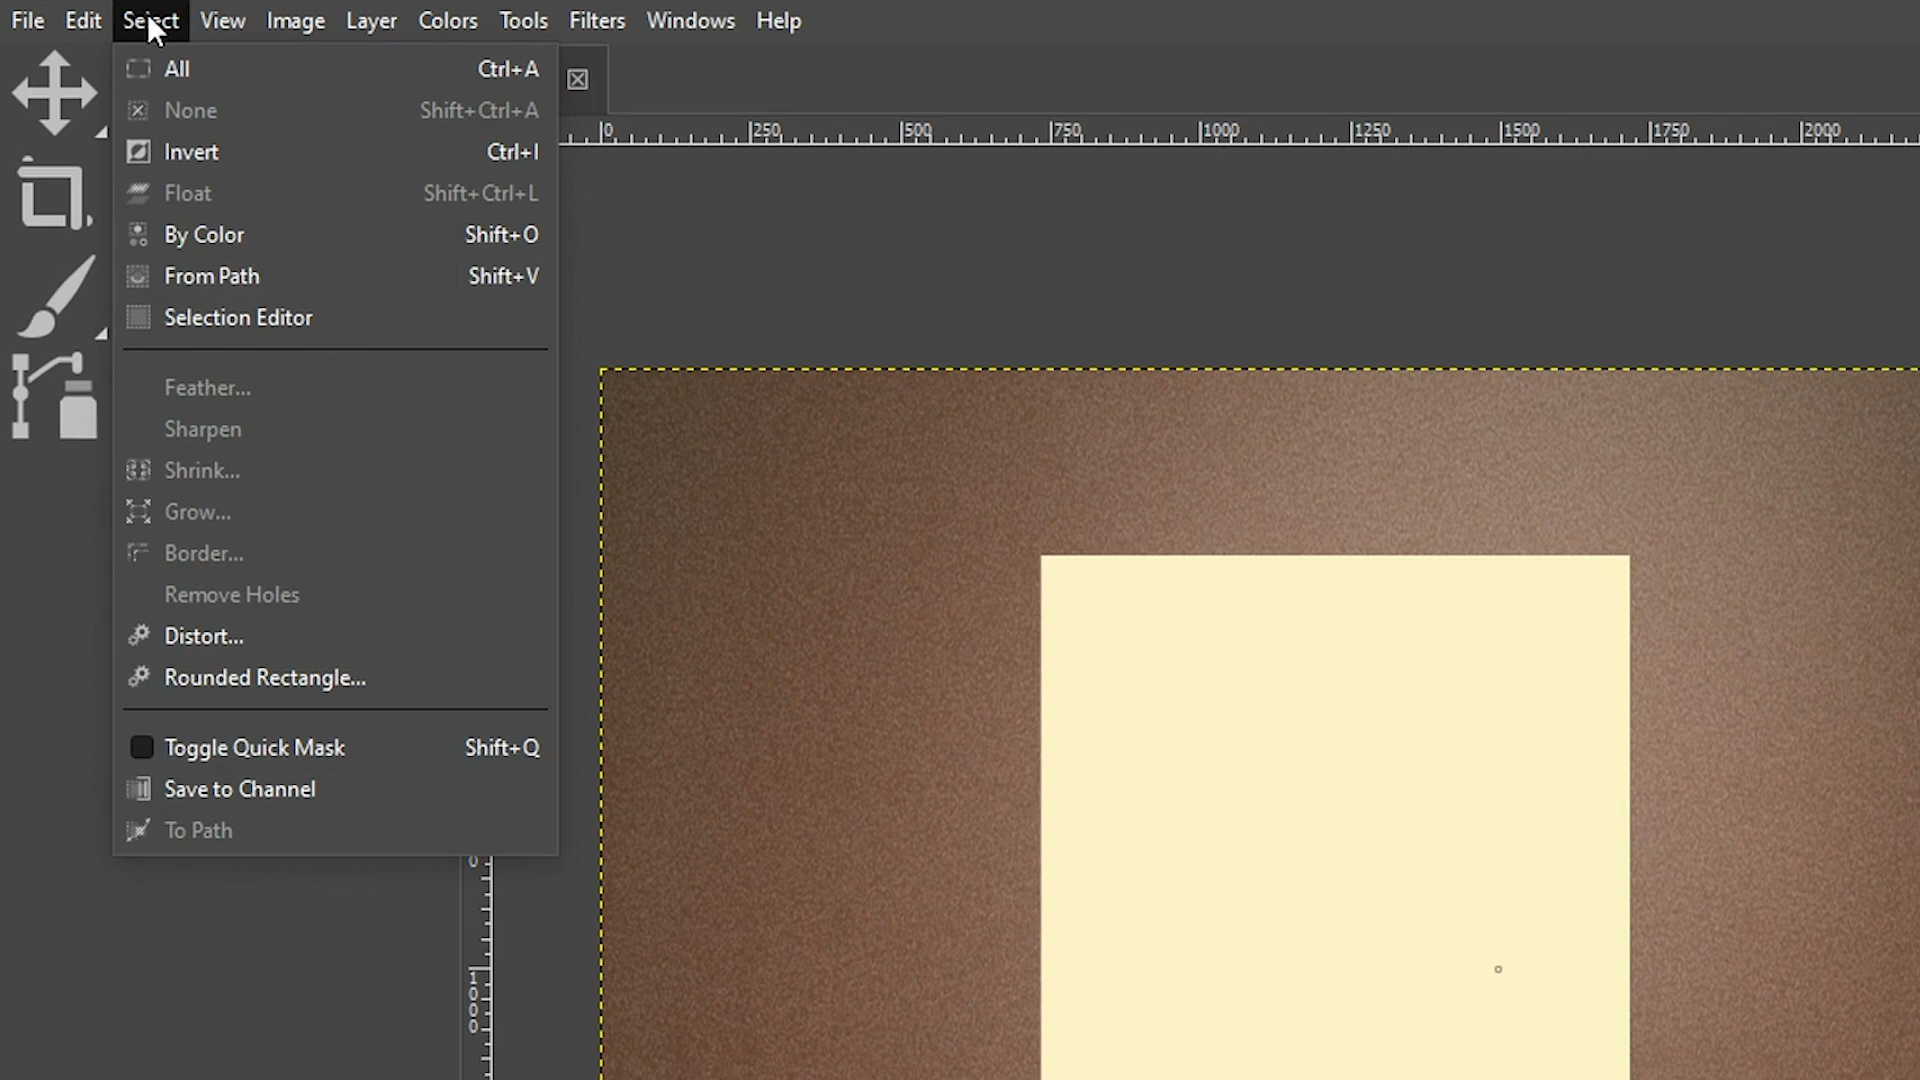 File Edit Select View Image Layer Colors Tools Filters Windows Help
All Ctrl+A
None Shift+Ctrl+A
Invert Ctrl+I
Float Shift+Ctrl+L
By Color Shift+O
From Path Shift+V
Selection Editor
Feather...
Sharpen
Shrink...
Grow...
Border...
Remove Holes
Distort...
Rounded Rectangle...
Toggle Quick Mask Shift+Q
Save to Channel
To Path
0 250 500 750 1000 1250 1500 1750 2000
0
1000